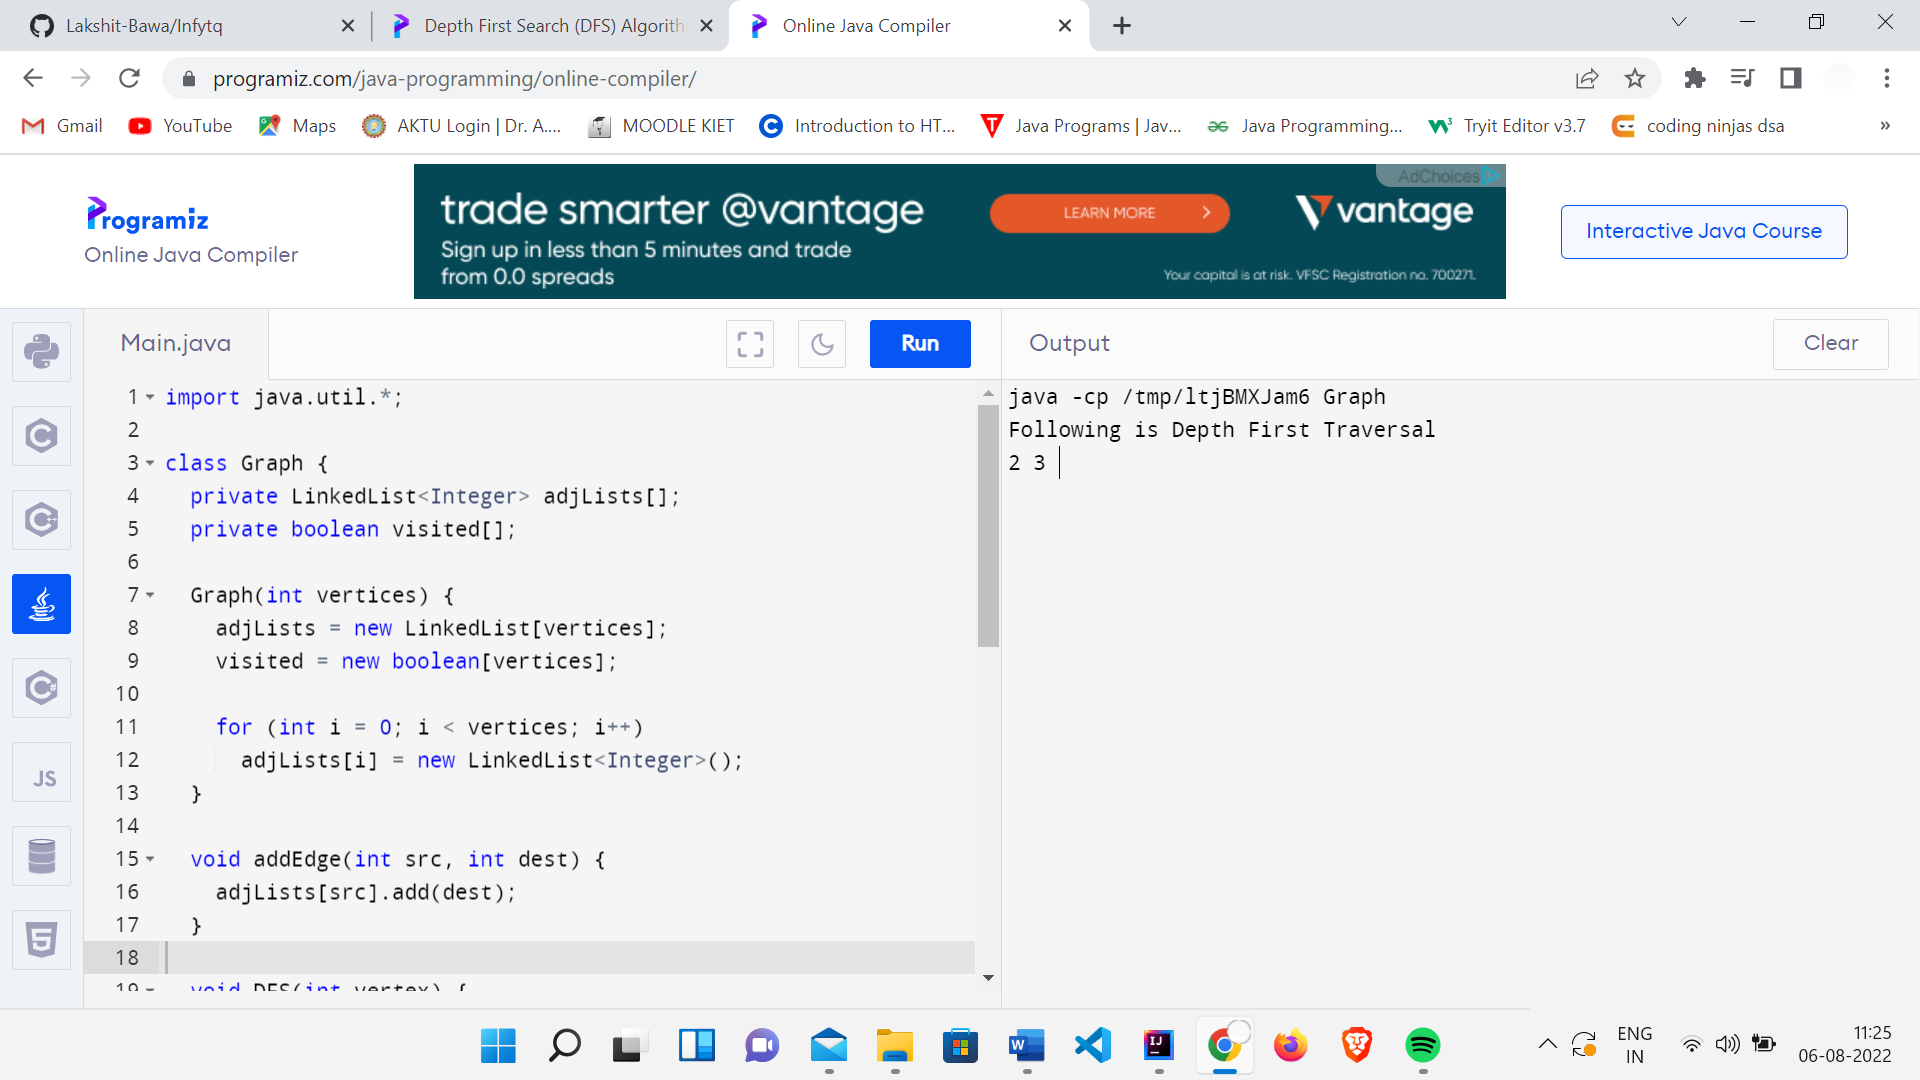 Lakshit-Bawa/Infytq
Depth First Search (DFS) Algorith
Online Java Compiler
programiz.com/java-programming/online-compiler/
Gmail
YouTube
Maps
AKTU Login | Dr. A....
MOODLE KIET
Introduction to HT...
Java Programs | Jav...
Java Programming...
Tryit Editor v3.7
coding ninjas dsa
»
Programiz
Online Java Compiler
trade smarter @vantage
Sign up in less than 5 minutes and trade
from 0.0 spreads
LEARN MORE
AdChoices
vantage
Your capital is at risk. VFSC Registration no. 700271.
Interactive Java Course
Main.java
Run
Output
Clear
1 import java.util.*;
2
3 class Graph {
4 private LinkedList<Integer> adjLists[];
5 private boolean visited[];
6
7 Graph(int vertices) {
8 adjLists = new LinkedList[vertices];
9 visited = new boolean[vertices];
10
11 for (int i = 0; i < vertices; i++)
12 adjLists[i] = new LinkedList<Integer>();
13 }
14
15 void addEdge(int src, int dest) {
16 adjLists[src].add(dest);
17 }
18
19 void DFS(int vertex) {
java -cp /tmp/ltjBMXJam6 Graph
Following is Depth First Traversal
2 3
JS
ENG
IN
11:25
06-08-2022